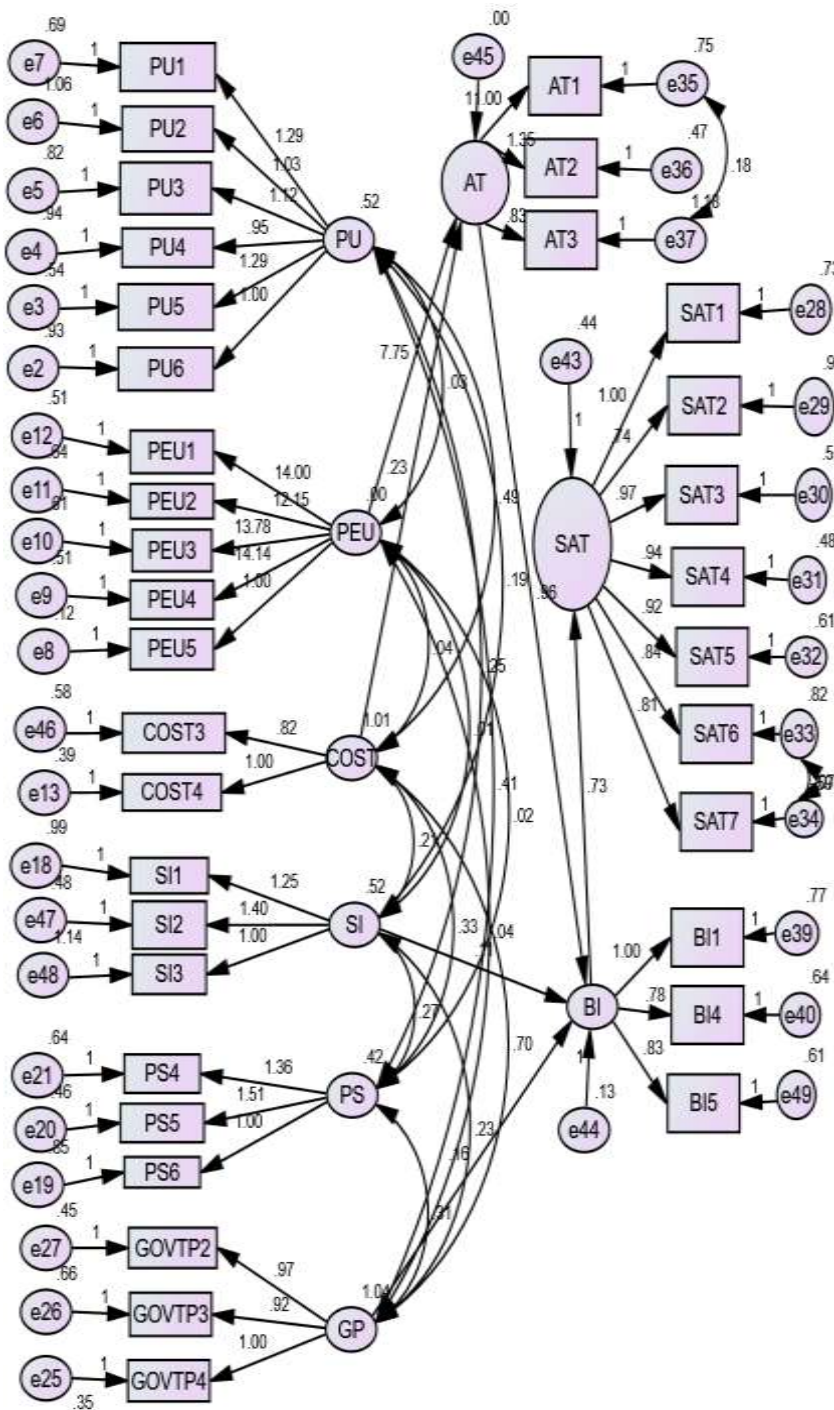 .69
e7 1 PU1
1.06
e6 1 PU2
.82
e5 1 PU3
.94
e4 1 PU4
.54
e3 1 PU5
.93
e2 1 PU6
1.29
1.03
1.12
.95
1.29
1.00
.52
PU
.51
e12 1 PEU1
e11 1 PEU2
e10 1 PEU3
.51
e9 1 PEU4
.12
e8 1 PEU5
14.00
12.15
13.78
14.14
1.00
.00
PEU
.58
e46 1 COST3
.39
e13 1 COST4
.82
1.00
1.01
COST
.99
e18 1 SI1
.48
e47 1 SI2
1.14
e48 1 SI3
1.25
1.40
1.00
.52
SI
.64
e21 1 PS4
.46
e20 1 PS5
.85
e19 1 PS6
1.36
1.51
1.00
.42
PS
.45
e27 1 GOVTP2
.66
e26 1 GOVTP3
e25 1 GOVTP4
.35
.97
.92
1.00
1.04
GP
.00
e45
AT
1.35
.83
AT1 1 e35 .75
AT2 1 e36 .47
AT3 1 e37
.18
7.75
.03
.23
.49
.19
.96
.04
.25
.41
.02
.21
.33
.04
.27
.70
.23
.16
.31
.44
e43
1
SAT
1.00
.74
.97
.94
.92
.84
.81
SAT1 1 e28
SAT2 1 e29
SAT3 1 e30
SAT4 1 e31 .48
SAT5 1 e32 .61
SAT6 1 e33 .82
SAT7 1 e34
.73
BI
1
.13
e44
1.00
.78
.83
BI1 1 e39 .77
BI4 1 e40 .64
BI5 1 e49 .61